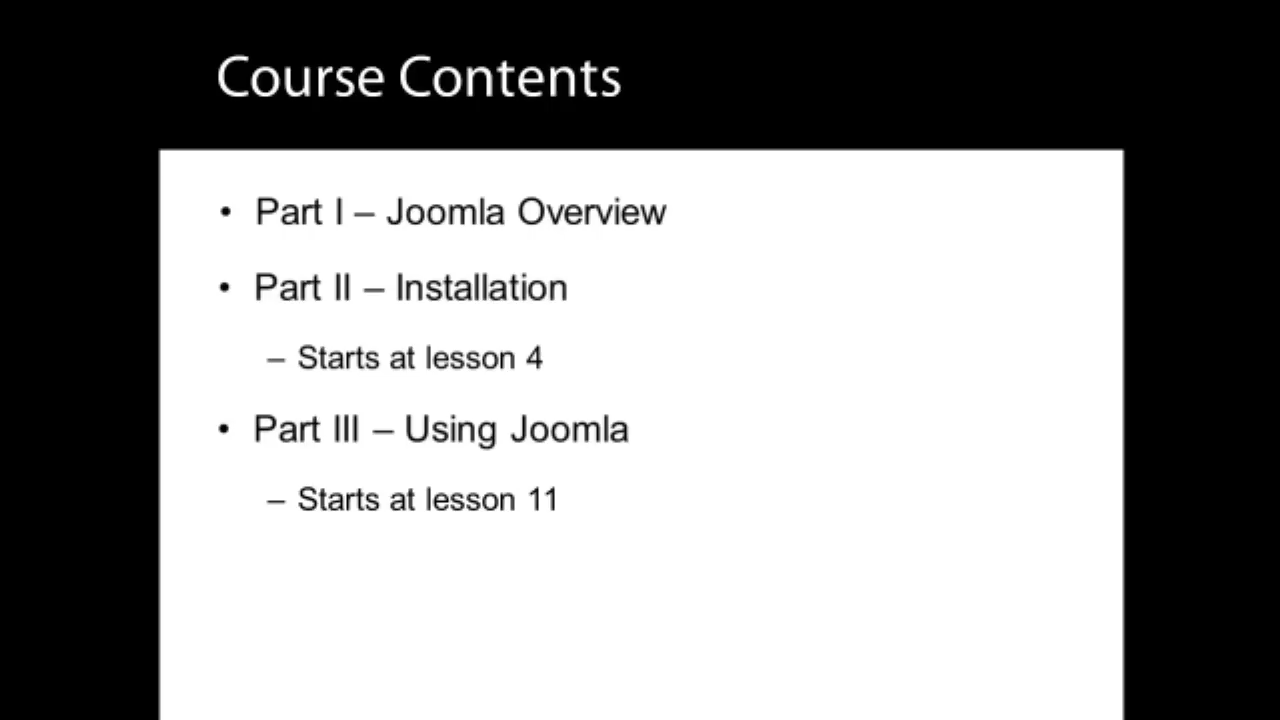 Course Contents
• Part I – Joomla Overview
• Part II – Installation
– Starts at lesson 4
• Part III – Using Joomla
– Starts at lesson 11